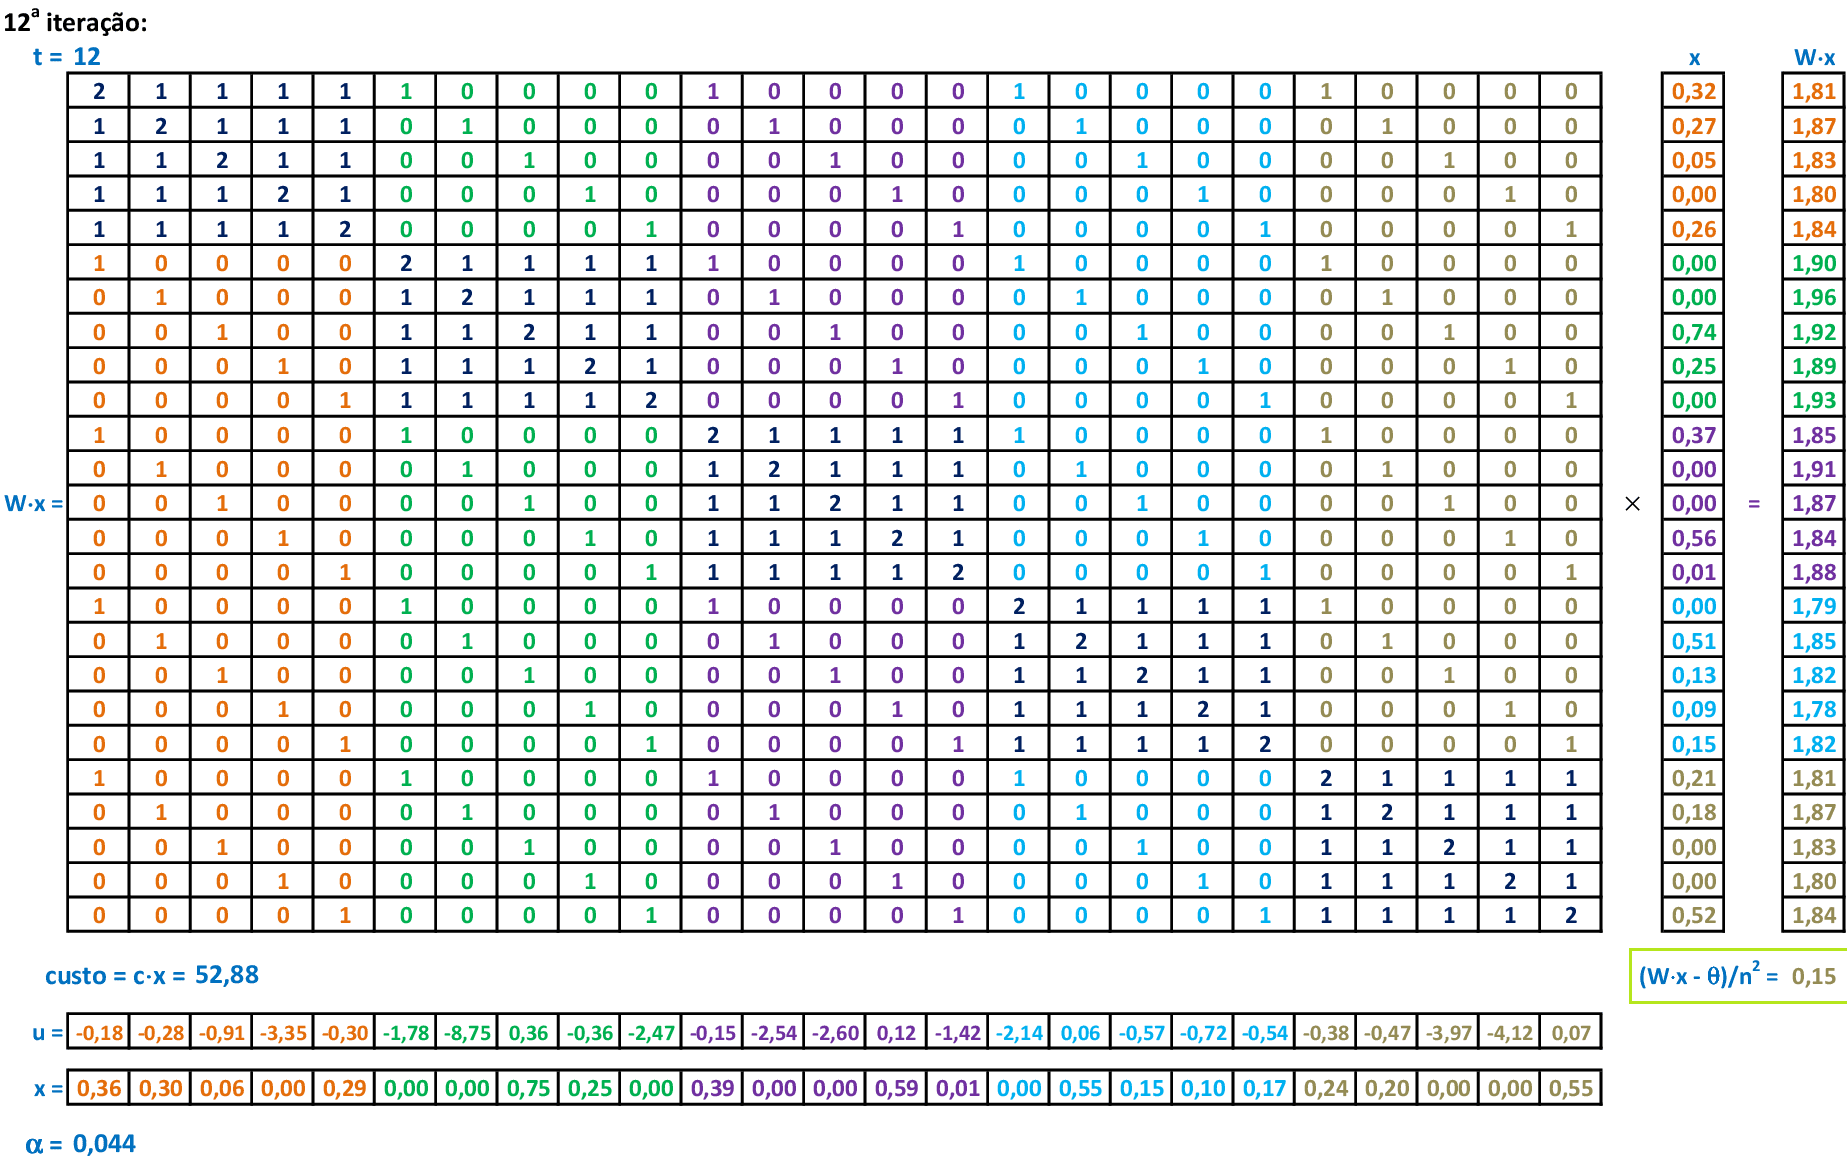 12ª iteração:
t = 12 x W·x
2 1 1 1 1 1 0 0 0 0 1 0 0 0 0 1 0 0 0 0 1 0 0 0 0 0,32 1,81
1 2 1 1 1 0 1 0 0 0 0 1 0 0 0 0 1 0 0 0 0 1 0 0 0 0,27 1,87
1 1 2 1 1 0 0 1 0 0 0 0 1 0 0 0 0 1 0 0 0 0 1 0 0 0,05 1,83
1 1 1 2 1 0 0 0 1 0 0 0 0 1 0 0 0 0 1 0 0 0 0 1 0 0,00 1,80
1 1 1 1 2 0 0 0 0 1 0 0 0 0 1 0 0 0 0 1 0 0 0 0 1 0,26 1,84
1 0 0 0 0 2 1 1 1 1 1 0 0 0 0 1 0 0 0 0 1 0 0 0 0 0,00 1,90
0 1 0 0 0 1 2 1 1 1 0 1 0 0 0 0 1 0 0 0 0 1 0 0 0 0,00 1,96
0 0 1 0 0 1 1 2 1 1 0 0 1 0 0 0 0 1 0 0 0 0 1 0 0 0,74 1,92
0 0 0 1 0 1 1 1 2 1 0 0 0 1 0 0 0 0 1 0 0 0 0 1 0 0,25 1,89
0 0 0 0 1 1 1 1 1 2 0 0 0 0 1 0 0 0 0 1 0 0 0 0 1 0,00 1,93
1 0 0 0 0 1 0 0 0 0 2 1 1 1 1 1 0 0 0 0 1 0 0 0 0 0,37 1,85
0 1 0 0 0 0 1 0 0 0 1 2 1 1 1 0 1 0 0 0 0 1 0 0 0 0,00 1,91
W·x = 0 0 1 0 0 0 0 1 0 0 1 1 2 1 1 0 0 1 0 0 0 0 1 0 0 × 0,00 = 1,87
0 0 0 1 0 0 0 0 1 0 1 1 1 2 1 0 0 0 1 0 0 0 0 1 0 0,56 1,84
0 0 0 0 1 0 0 0 0 1 1 1 1 1 2 0 0 0 0 1 0 0 0 0 1 0,01 1,88
1 0 0 0 0 1 0 0 0 0 1 0 0 0 0 2 1 1 1 1 1 0 0 0 0 0,00 1,79
0 1 0 0 0 0 1 0 0 0 0 1 0 0 0 1 2 1 1 1 0 1 0 0 0 0,51 1,85
0 0 1 0 0 0 0 1 0 0 0 0 1 0 0 1 1 2 1 1 0 0 1 0 0 0,13 1,82
0 0 0 1 0 0 0 0 1 0 0 0 0 1 0 1 1 1 2 1 0 0 0 1 0 0,09 1,78
0 0 0 0 1 0 0 0 0 1 0 0 0 0 1 1 1 1 1 2 0 0 0 0 1 0,15 1,82
1 0 0 0 0 1 0 0 0 0 1 0 0 0 0 1 0 0 0 0 2 1 1 1 1 0,21 1,81
0 1 0 0 0 0 1 0 0 0 0 1 0 0 0 0 1 0 0 0 1 2 1 1 1 0,18 1,87
0 0 1 0 0 0 0 1 0 0 0 0 1 0 0 0 0 1 0 0 1 1 2 1 1 0,00 1,83
0 0 0 1 0 0 0 0 1 0 0 0 0 1 0 0 0 0 1 0 1 1 1 2 1 0,00 1,80
0 0 0 0 1 0 0 0 0 1 0 0 0 0 1 0 0 0 0 1 1 1 1 1 2 0,52 1,84
custo = c·x = 52,88 (W·x - θ)/n² = 0,15
u = -0,18 -0,28 -0,91 -3,35 -0,30 -1,78 -8,75 0,36 -0,36 -2,47 -0,15 -2,54 -2,60 0,12 -1,42 -2,14 0,06 -0,57 -0,72 -0,54 -0,38 -0,47 -3,97 -4,12 0,07
x = 0,36 0,30 0,06 0,00 0,29 0,00 0,00 0,75 0,25 0,00 0,39 0,00 0,00 0,59 0,01 0,00 0,55 0,15 0,10 0,17 0,24 0,20 0,00 0,00 0,55
α = 0,044